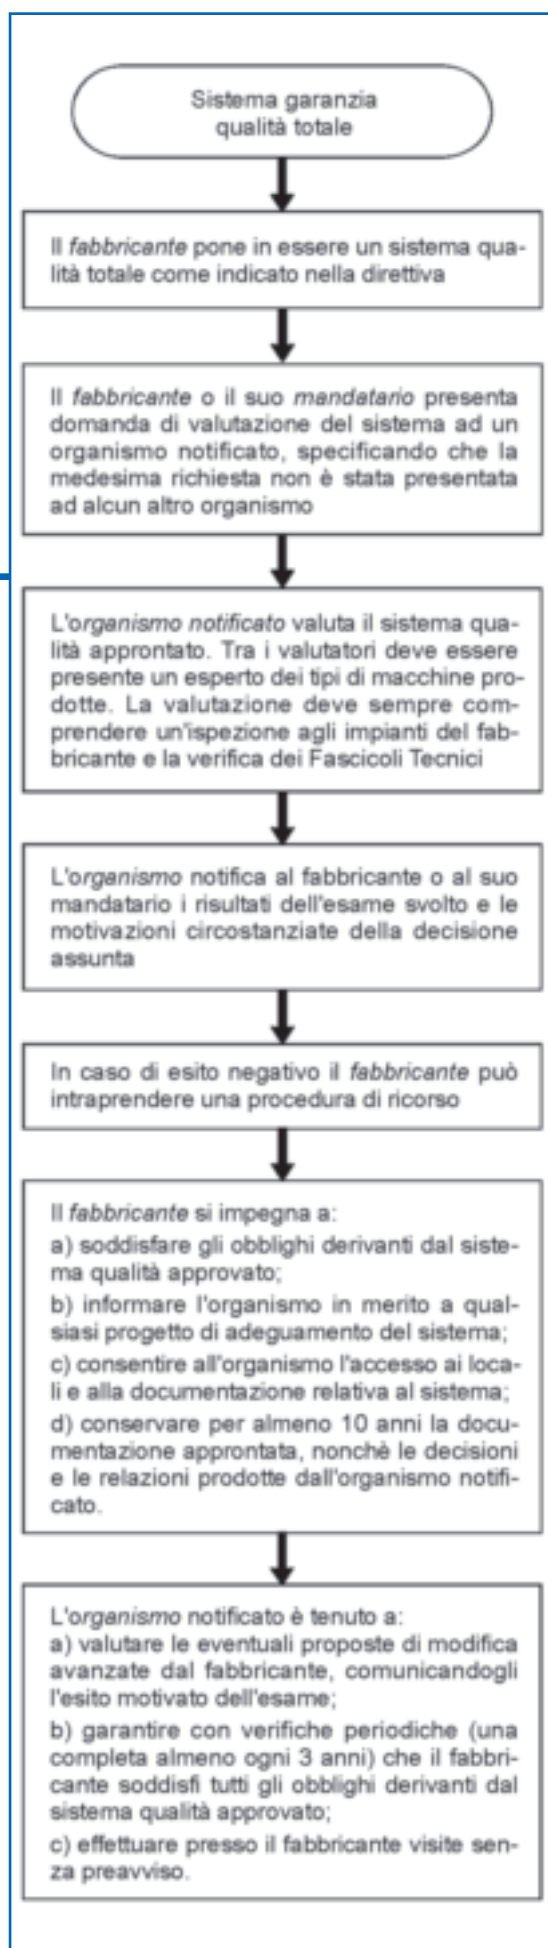 Sistema garanzia
qualità totale
Il fabbricante pone in essere un sistema qua-
lità totale come indicato nella direttiva
Il fabbricante o il suo mandatario presenta
domanda di valutazione del sistema ad un
organismo notificato, specificando che la
medesima richiesta non è stata presentata
ad alcun altro organismo
L'organismo notificato valuta il sistema qua-
lità approntato. Tra i valutatori deve essere
presente un esperto dei tipi di macchine pro-
dotte. La valutazione deve sempre com-
prendere un'ispezione agli impianti del fab-
bricante e la verifica dei Fascicoli Tecnici
L'organismo notifica al fabbricante o al suo
mandatario i risultati dell'esame svolto e le
motivazioni circostanziate della decisione
assunta
In caso di esito negativo il fabbricante può
intraprendere una procedura di ricorso
Il fabbricante si impegna a:
a) soddisfare gli obblighi derivanti dal siste-
ma qualità approvato;
b) informare l'organismo in merito a qual-
siasi progetto di adeguamento del sistema;
c) consentire all'organismo l'accesso ai loca-
li e alla documentazione relativa al sistema;
d) conservare per almeno 10 anni la docu-
mentazione approntata, nonchè le decisioni
e le relazioni prodotte dall'organismo notifi-
cato.
L'organismo notificato è tenuto a:
a) valutare le eventuali proposte di modifica
avanzate dal fabbricante, comunicandogli
l'esito motivato dell'esame;
b) garantire con verifiche periodiche (una
completa almeno ogni 3 anni) che il fabbri-
cante soddisfi tutti gli obblighi derivanti dal
sistema qualità approvato;
c) effettuare presso il fabbricante visite sen-
za preavviso.